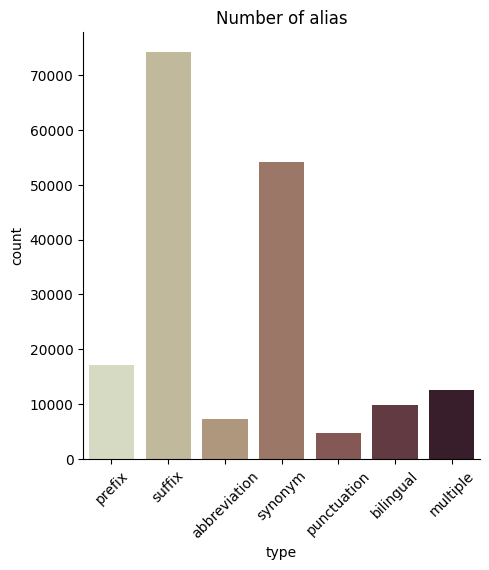 Number of alias
70000
60000
50000
40000
30000
20000
10000
0
count
prefix
suffix
abbreviation
synonym
punctuation
bilingual
multiple
type